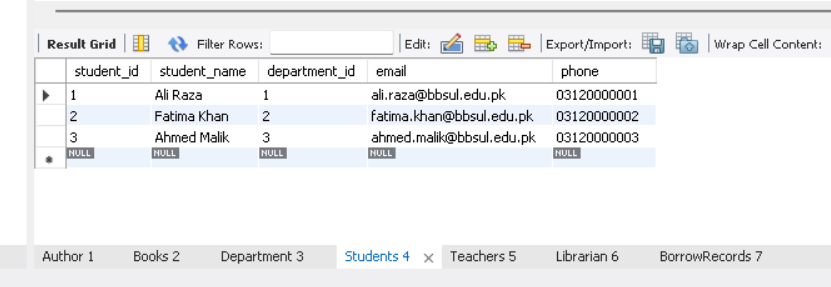 Result Grid Filter Rows: Edit: Export/Import: Wrap Cell Content:
student_id student_name department_id email phone
1 Ali Raza 1 ali.raza@bbsul.edu.pk 03120000001
2 Fatima Khan 2 fatima.khan@bbsul.edu.pk 03120000002
3 Ahmed Malik 3 ahmed.malik@bbsul.edu.pk 03120000003
NULL NULL NULL NULL NULL
Author 1 Books 2 Department 3 Students 4 Teachers 5 Librarian 6 BorrowRecords 7